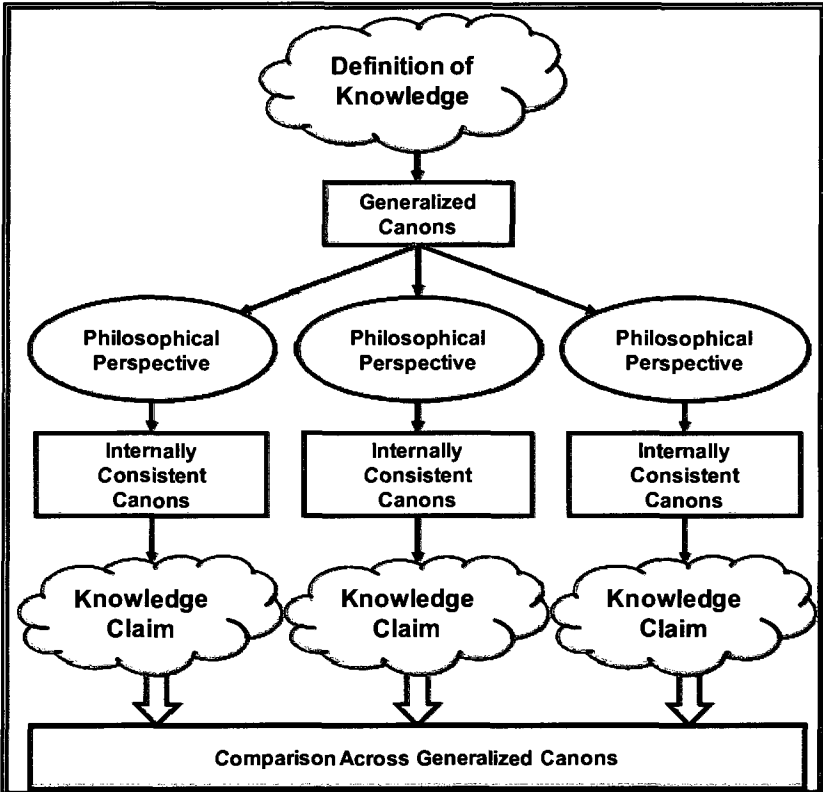 Definition of
Knowledge
Generalized
Canons
Philosophical
Perspective
Philosophical
Perspective
Philosophical
Perspective
Internally
Consistent
Canons
Internally
Consistent
Canons
Internally
Consistent
Canons
Knowledge
Claim
Knowledge
Claim
Knowledge
Claim
Comparison Across Generalized Canons